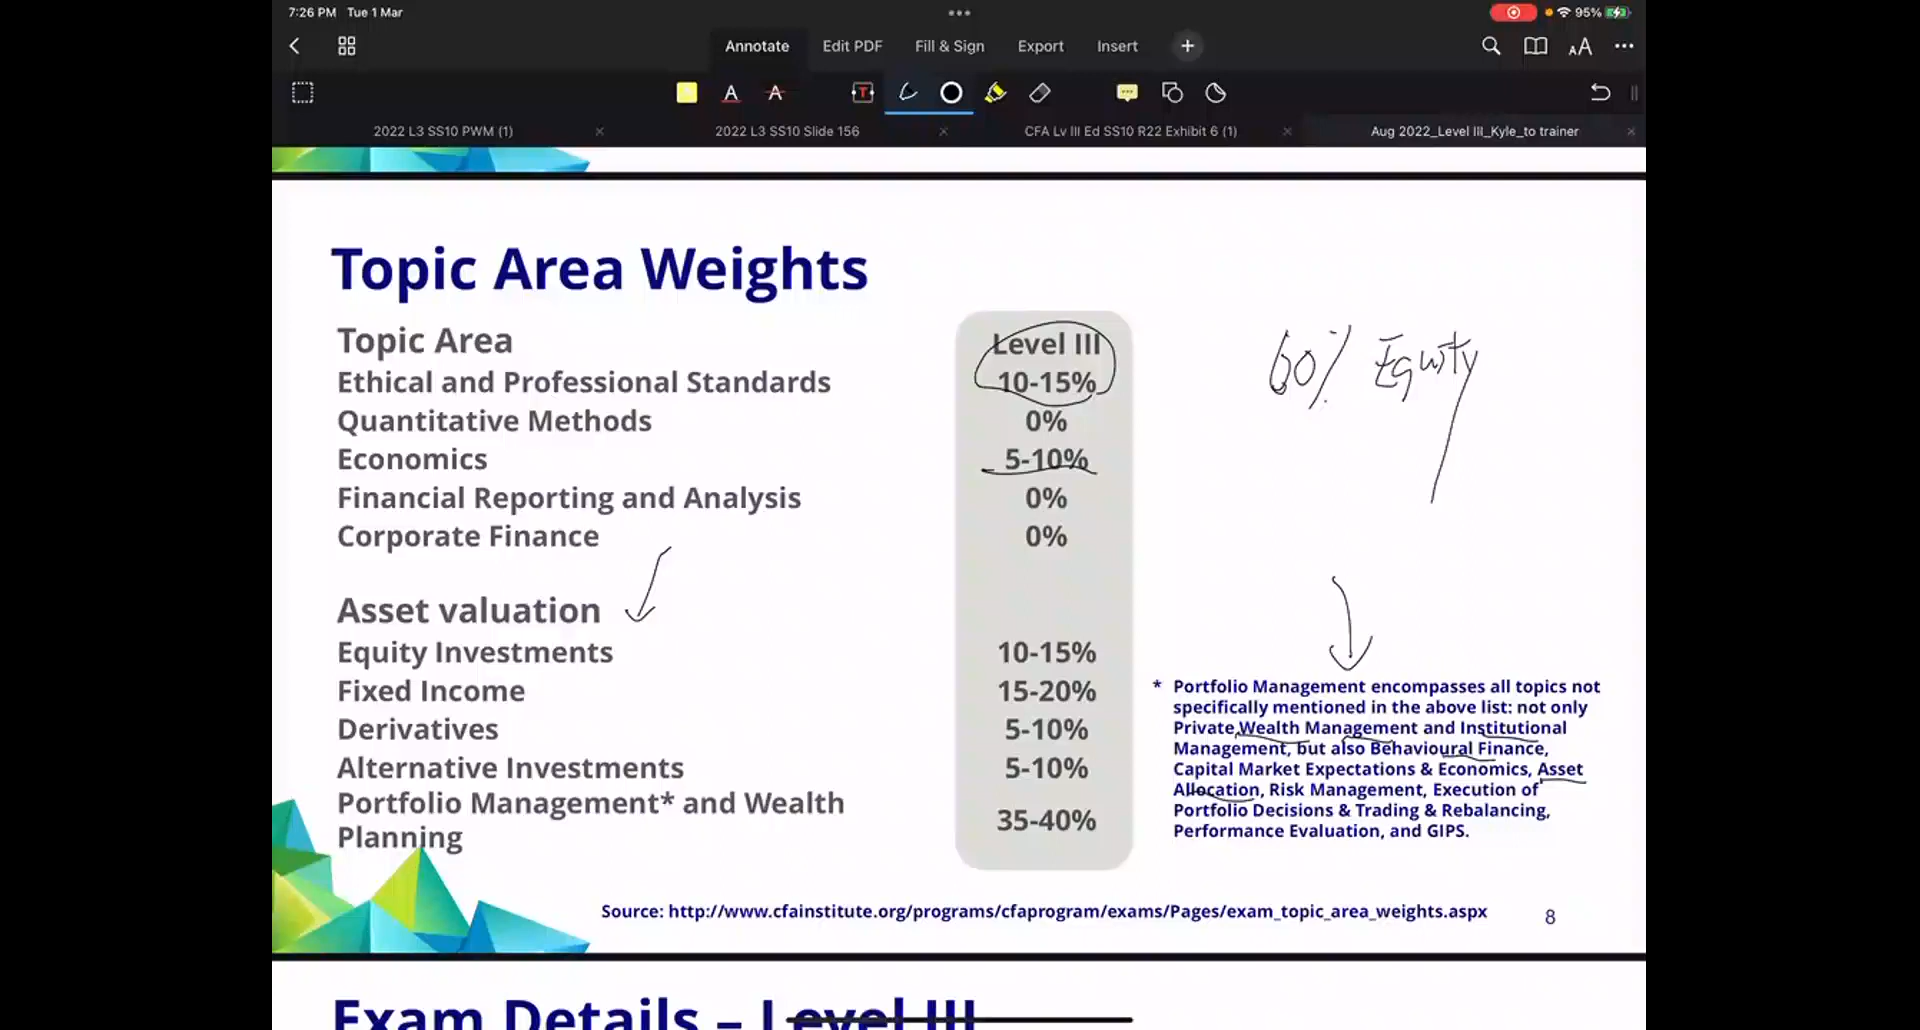 7:26 PM Tue 1 Mar
95%
Annotate Edit PDF Fill & Sign Export Insert
2022 L3 SS10 PWM (1)
2022 L3 SS10 Slide 156
CFA Lv III Ed SS10 R22 Exhibit 6 (1)
Aug 2022_Level III_Kyle_to trainer
Topic Area Weights
Topic Area Level III
Ethical and Professional Standards 10-15%
Quantitative Methods 0%
Economics 5-10%
Financial Reporting and Analysis 0%
Corporate Finance 0%
60% Equity
Asset valuation
Equity Investments 10-15%
Fixed Income 15-20%
Derivatives 5-10%
Alternative Investments 5-10%
Portfolio Management* and Wealth
Planning 35-40%
* Portfolio Management encompasses all topics not
specifically mentioned in the above list: not only
Private Wealth Management and Institutional
Management, but also Behavioural Finance,
Capital Market Expectations & Economics, Asset
Allocation, Risk Management, Execution of
Portfolio Decisions & Trading & Rebalancing,
Performance Evaluation, and GIPS.
Source: http://www.cfainstitute.org/programs/cfaprogram/exams/Pages/exam_topic_area_weights.aspx
8
Exam Details – Level III